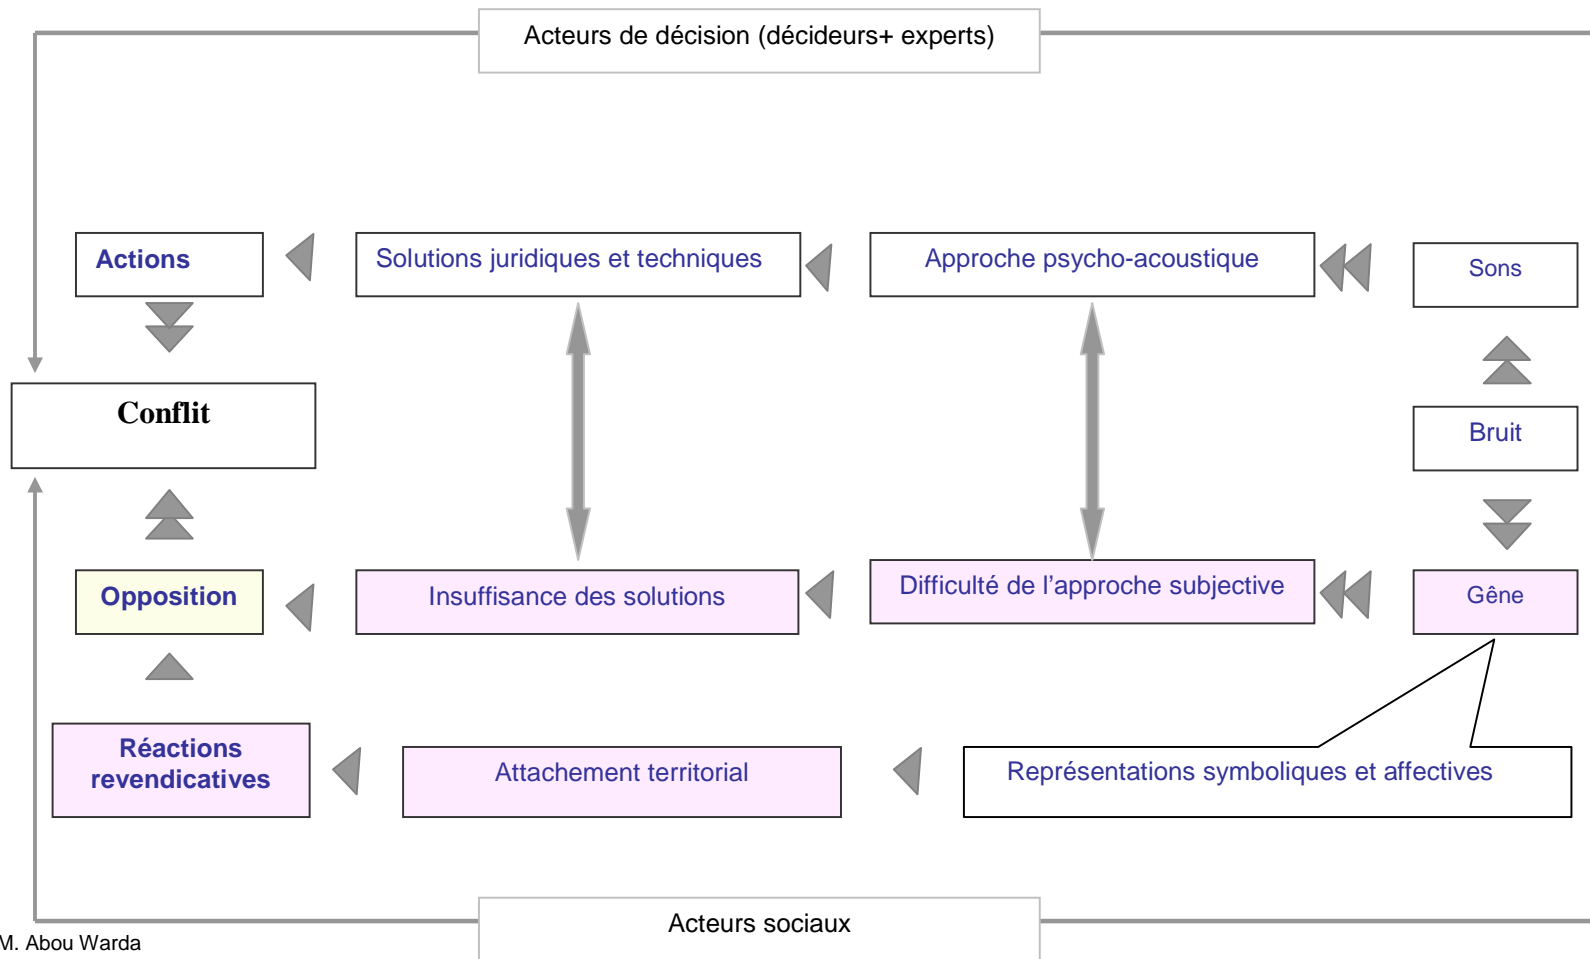 Acteurs de décision (décideurs+ experts)
Actions
Solutions juridiques et techniques
Approche psycho-acoustique
Sons
Conflit
Bruit
Opposition
Insuffisance des solutions
Difficulté de l'approche subjective
Gêne
Réactions
revendicatives
Attachement territorial
Représentations symboliques et affectives
Acteurs sociaux
M. Abou Warda